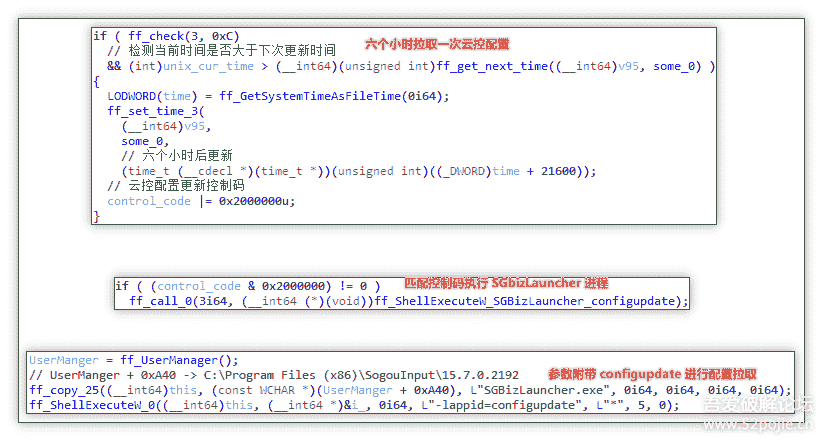 if ( ff_check(3, 0xC)
六个小时拉取一次云控配置
// 检测当前时间是否大于下次更新时间
&& (int)unix_cur_time > (__int64)(unsigned int)ff_get_next_time((__int64)v95, some_0) )
{
LODWORD(time) = ff_GetSystemTimeAsFileTime(0i64);
ff_set_time_3(
(__int64)v95,
some_0,
// 六个小时后更新
(time_t (__cdecl *)(time_t *))(unsigned int)((_DWORD)time + 21600));
// 云控配置更新控制码
control_code |= 0x2000000u;
}
if ( (control_code & 0x2000000) != 0 )
匹配控制码执行 SGbizLauncher 进程
ff_call_0(3i64, (__int64 (*)(void))ff_ShellExecuteW_SGBizLauncher_configupdate);
UserManger = ff_UserManager();
// UserManger + 0xA40 -> C:\Program Files (x86)\SogouInput\15.7.0.2192
参数附带 configupdate 进行配置拉取
ff_copy_25((__int64)this, (const WCHAR *)(UserManger + 0xA40), L"SGBizLauncher.exe", 0i64, 0i64, 0i64, 0i64);
ff_ShellExecuteW_0((__int64)this, (__int64 *)&i_, 0i64, L"-lappid=configupdate", L"*", 5, 0);
吾爱破解论坛
www.52pojie.cn